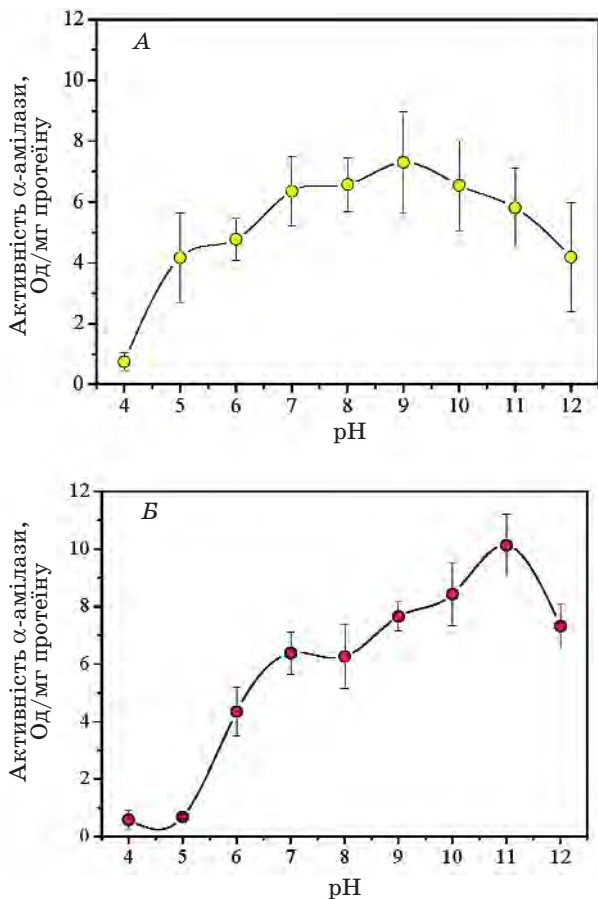 А
Активність α-амілази,
Од/мг протеїну
12
10
8
6
4
2
0
4 5 6 7 8 9 10 11 12
pH
Б
Активність α-амілази,
Од/мг протеїну
12
10
8
6
4
2
0
4 5 6 7 8 9 10 11 12
pH